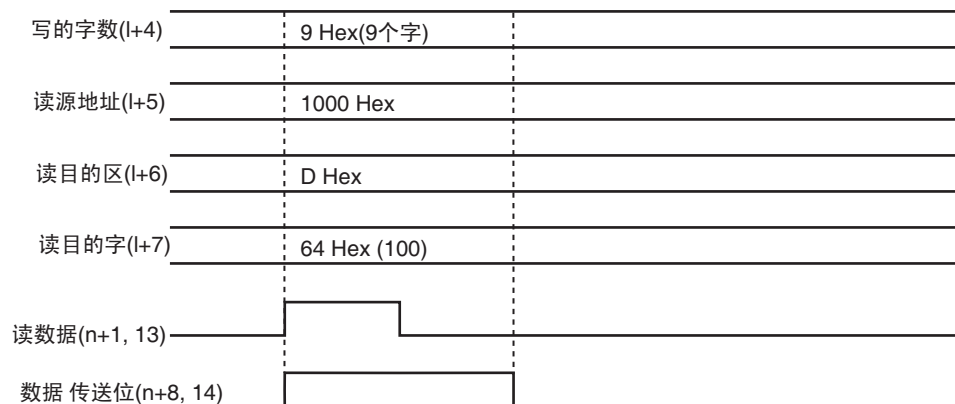 写的字数(l+4) 9 Hex(9个字)
读源地址(l+5) 1000 Hex
读目的区(l+6) D Hex
读目的字(l+7) 64 Hex (100)
读数据(n+1, 13)
数据 传送位(n+8, 14)